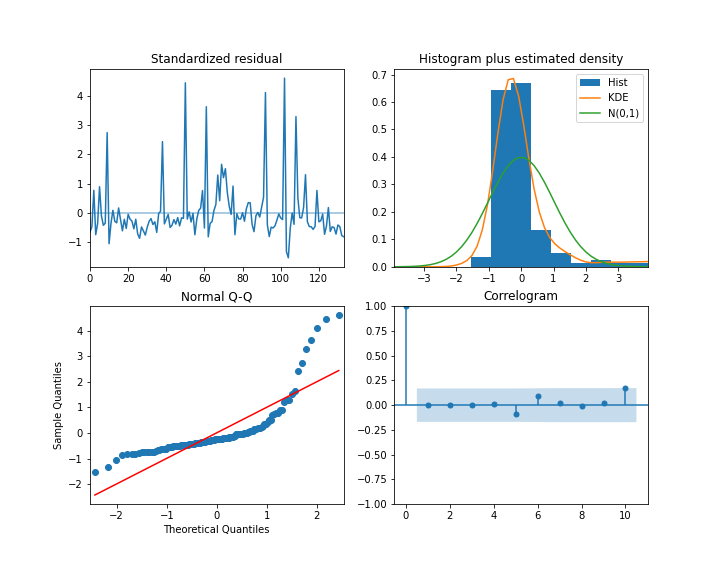 Standardized residual
4
3
2
1
0
−1
0 20 40 60 80 100 120
Histogram plus estimated density
Hist
KDE
N(0,1)
0.7
0.6
0.5
0.4
0.3
0.2
0.1
0.0
−3 −2 −1 0 1 2 3
Normal Q-Q
Sample Quantiles
4
3
2
1
0
−1
−2
−2 −1 0 1 2
Theoretical Quantiles
Correlogram
1.00
0.75
0.50
0.25
0.00
−0.25
−0.50
−0.75
−1.00
0 2 4 6 8 10